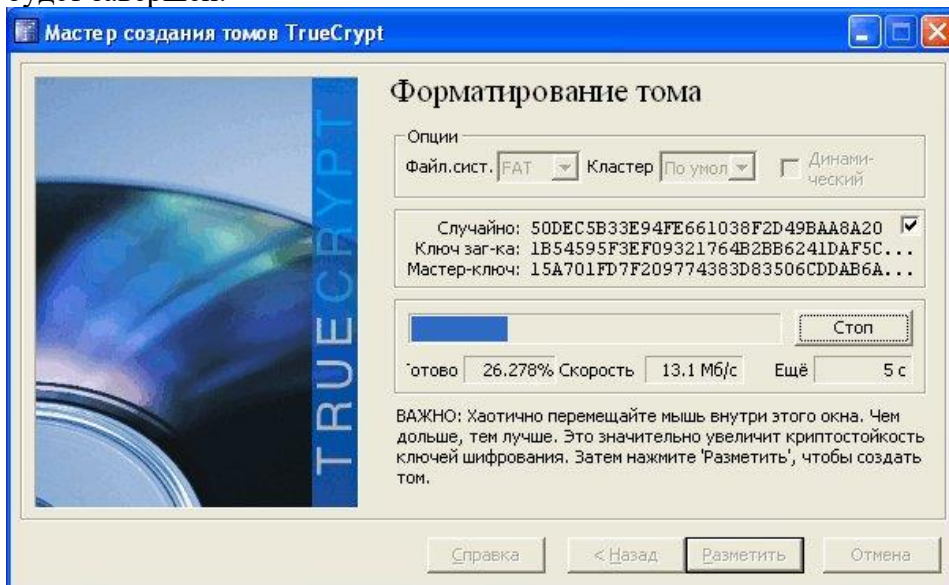 будет завершен.
Мастер создания томов TrueCrypt
TRUECRYPT
Форматирование тома
Опции
Файл.сист. FAT Кластер По умол Динами-
ческий
Случайно: 50DEC5B33E94FE661038F2D49BAA8A20
Ключ заг-ка: 1B54595F3EF09321764B2BB6241DAF5C...
Мастер-ключ: 15A701FD7F209774383D83506CDDAB6A...
Стоп
отово 26.278% Скорость 13.1 Мб/с Ещё 5 с
ВАЖНО: Хаотично перемещайте мышь внутри этого окна. Чем
дольше, тем лучше. Это значительно увеличит криптостойкость
ключей шифрования. Затем нажмите 'Разметить', чтобы создать
том.
Справка < Назад Разметить Отмена